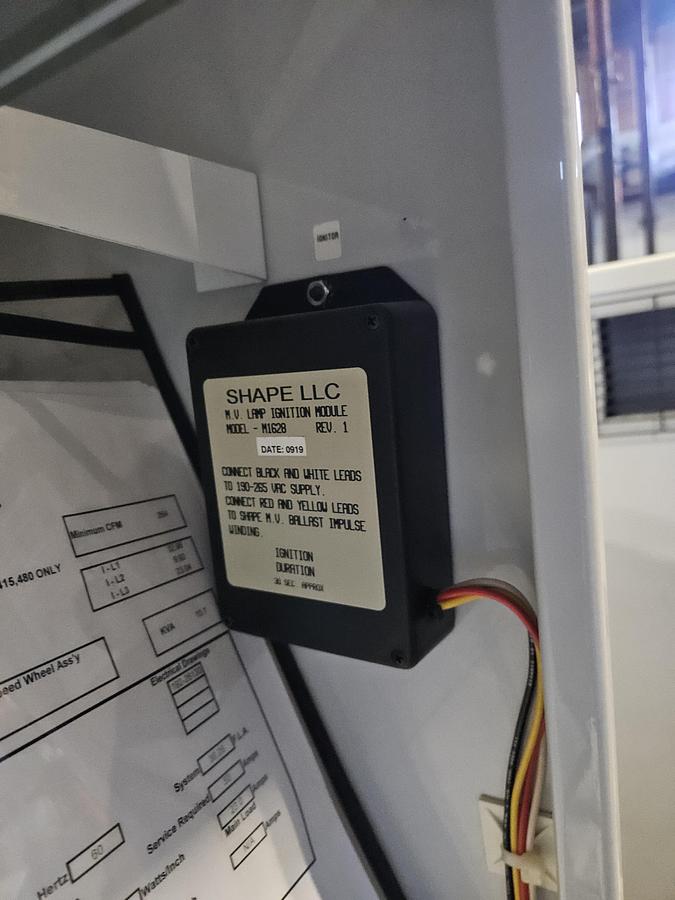 IGNITOR
SHAPE LLC
M.V. LAMP IGNITION MODULE
MODEL - M1628 REV. 1
DATE: 0919
CONNECT BLACK AND WHITE LEADS
TO 190-265 VAC SUPPLY.
CONNECT RED AND YELLOW LEADS
TO SHAPE M.V. BALLAST IMPULSE
WINDING.
IGNITION
DURATION
30 SEC. APPROX
Minimum CFM
415,480 ONLY
I - L1
I - L2
I - L3
KVA
eed Wheel Ass'y
Electrical Drawings
System F.L.A
Service Required Amps
Main Load Amps
N/A Amps
Hertz 60
Watts/Inch